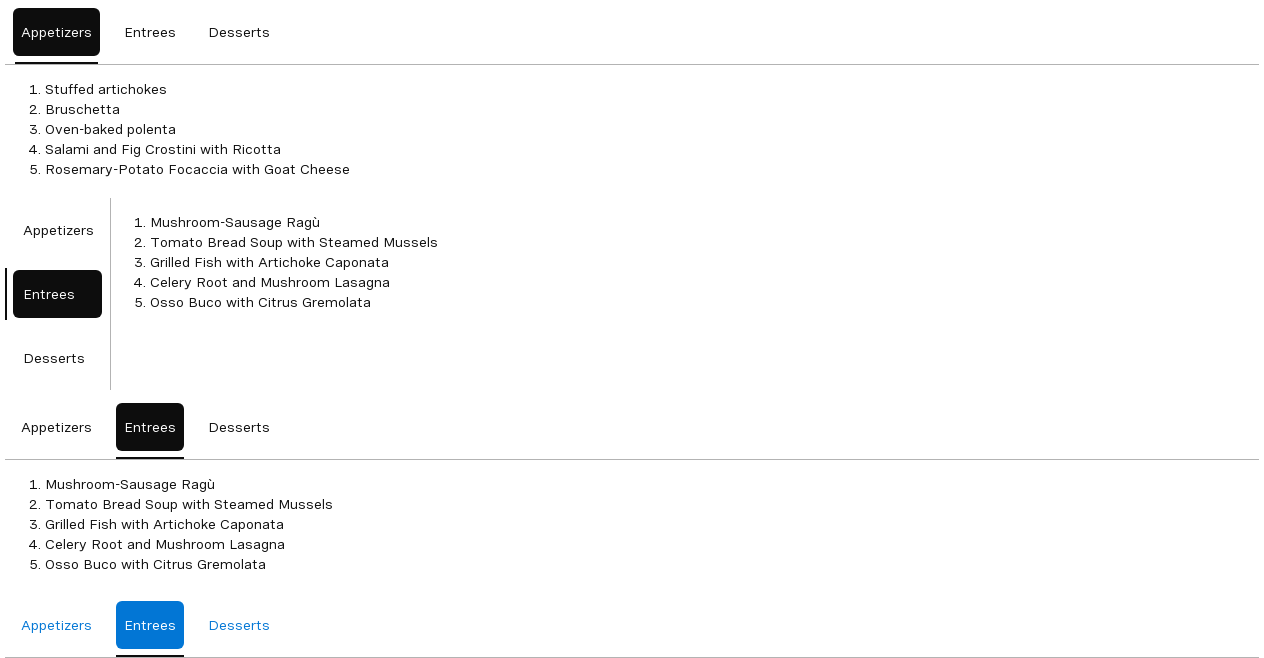 Appetizers Entrees Desserts
1. Stuffed artichokes
2. Bruschetta
3. Oven-baked polenta
4. Salami and Fig Crostini with Ricotta
5. Rosemary-Potato Focaccia with Goat Cheese
Appetizers
Entrees
Desserts
1. Mushroom-Sausage Ragù
2. Tomato Bread Soup with Steamed Mussels
3. Grilled Fish with Artichoke Caponata
4. Celery Root and Mushroom Lasagna
5. Osso Buco with Citrus Gremolata
Appetizers Entrees Desserts
1. Mushroom-Sausage Ragù
2. Tomato Bread Soup with Steamed Mussels
3. Grilled Fish with Artichoke Caponata
4. Celery Root and Mushroom Lasagna
5. Osso Buco with Citrus Gremolata
Appetizers Entrees Desserts